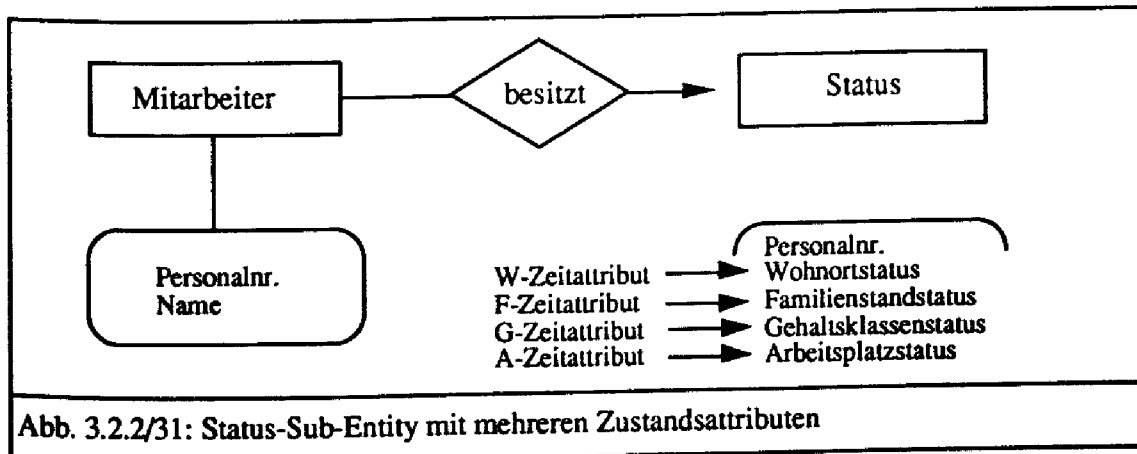 Mitarbeiter
besitzt
Status
Personalnr.
Name
Personalnr.
W-Zeitattribut Wohnortstatus
F-Zeitattribut Familienstandstatus
G-Zeitattribut Gehaltsklassenstatus
A-Zeitattribut Arbeitsplatzstatus
Abb. 3.2.2/31: Status-Sub-Entity mit mehreren Zustandsattributen